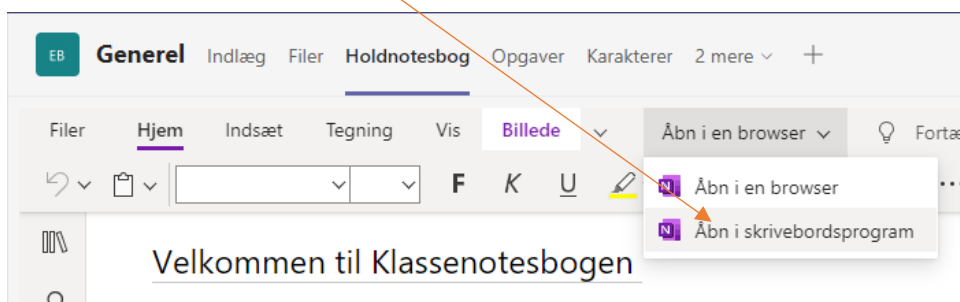 EB Generel Indlæg Filer Holdnotesbog Opgaver Karakterer 2 mere
Filer Hjem Indsæt Tegning Vis Billede Åbn i en browser
F K U
Åbn i en browser
Åbn i skrivebordsprogram
Velkommen til Klassenotesbogen